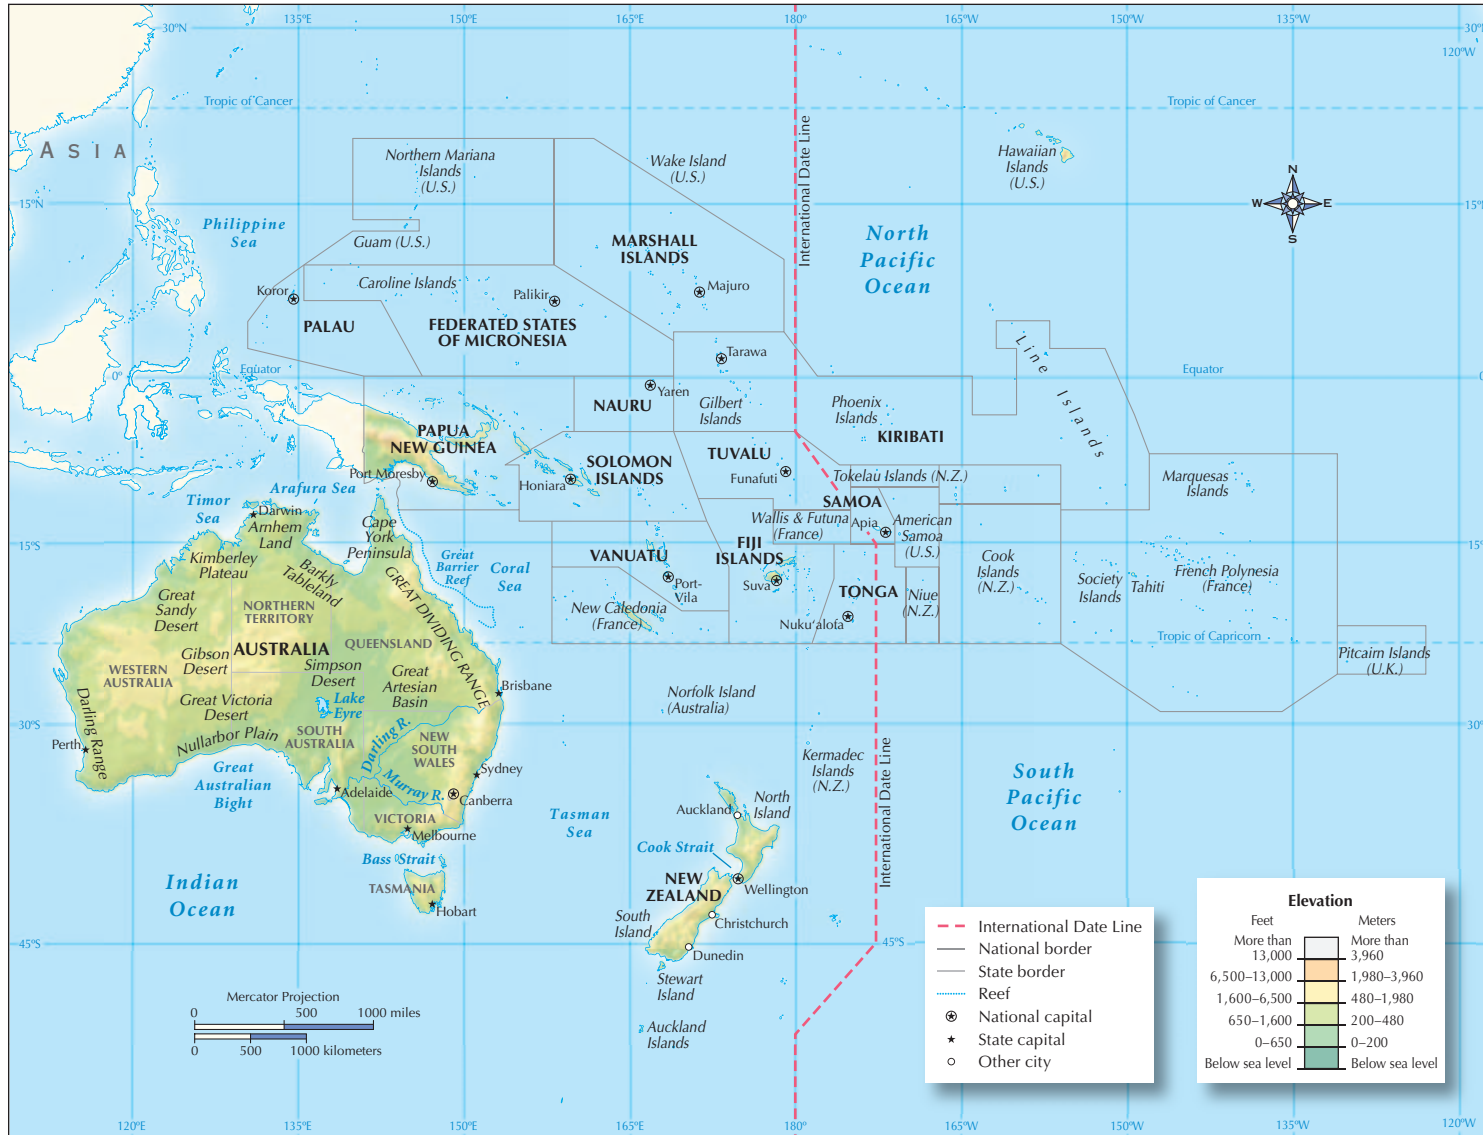 135°E
150°E
165°E
180°
165°W
150°W
135°W
30°N
30°N
120°W
Tropic of Cancer
Tropic of Cancer
ASIA
Northern Mariana
Islands
(U.S.)
Wake Island
(U.S.)
International Date Line
Hawaiian
Islands
(U.S.)
N
W
E
S
15°N
15°N
Philippine
Sea
Guam (U.S.)
MARSHALL
ISLANDS
North
Pacific
Ocean
Caroline Islands
Koror
Palikir
Majuro
PALAU
FEDERATED STATES
OF MICRONESIA
Tarawa
Line Islands
0°
Equator
Equator
0°
Yaren
NAURU
Gilbert
Islands
Phoenix
Islands
KIRIBATI
PAPUA
NEW GUINEA
TUVALU
SOLOMON
ISLANDS
Port Moresby
Honiara
Funafuti
Tokelau Islands (N.Z.)
Marquesas
Islands
Arafura Sea
Timor
Sea
SAMOA
Darwin
Arnhem
Land
Cape
York
Peninsula
Wallis & Futuna
(France)
Apia
American
Samoa
(U.S.)
15°S
15°S
Kimberley
Plateau
Barkly
Tableland
Great
Barrier
Reef
Coral
Sea
VANUATU
FIJI
ISLANDS
Cook
Islands
(N.Z.)
Society
Islands
Tahiti
French Polynesia
(France)
Great
Sandy
Desert
NORTHERN
TERRITORY
GREAT DIVIDING RANGE
Port-
Vila
Suva
TONGA
Niue
(N.Z.)
New Caledonia
(France)
Nuku'alofa
Tropic of Capricorn
AUSTRALIA
QUEENSLAND
Gibson
Desert
WESTERN
AUSTRALIA
Simpson
Desert
Great
Artesian
Basin
Pitcairn Islands
(U.K.)
Darling Range
Great Victoria
Desert
Lake
Eyre
Brisbane
Norfolk Island
(Australia)
30°S
30°S
Perth
Nullarbor Plain
SOUTH
AUSTRALIA
Darling R.
NEW
SOUTH
WALES
Kermadec
Islands
(N.Z.)
International Date Line
Great
Australian
Bight
Sydney
Adelaide
Murray R.
Canberra
South
Pacific
Ocean
VICTORIA
Melbourne
Tasman
Sea
Auckland
North
Island
Bass Strait
Cook Strait
Indian
Ocean
TASMANIA
Hobart
NEW
ZEALAND
Wellington
South
Island
Christchurch
45°S
45°S
Dunedin
Stewart
Island
Auckland
Islands
Mercator Projection
0
500
1000 miles
0
500
1000 kilometers
International Date Line
National border
State border
Reef
National capital
State capital
Other city
Elevation
Feet
Meters
More than
13,000
More than
3,960
6,500–13,000
1,980–3,960
1,600–6,500
480–1,980
650–1,600
200–480
0–650
0–200
Below sea level
Below sea level
120°E
135°E
150°E
165°E
180°
165°W
150°W
135°W
120°W